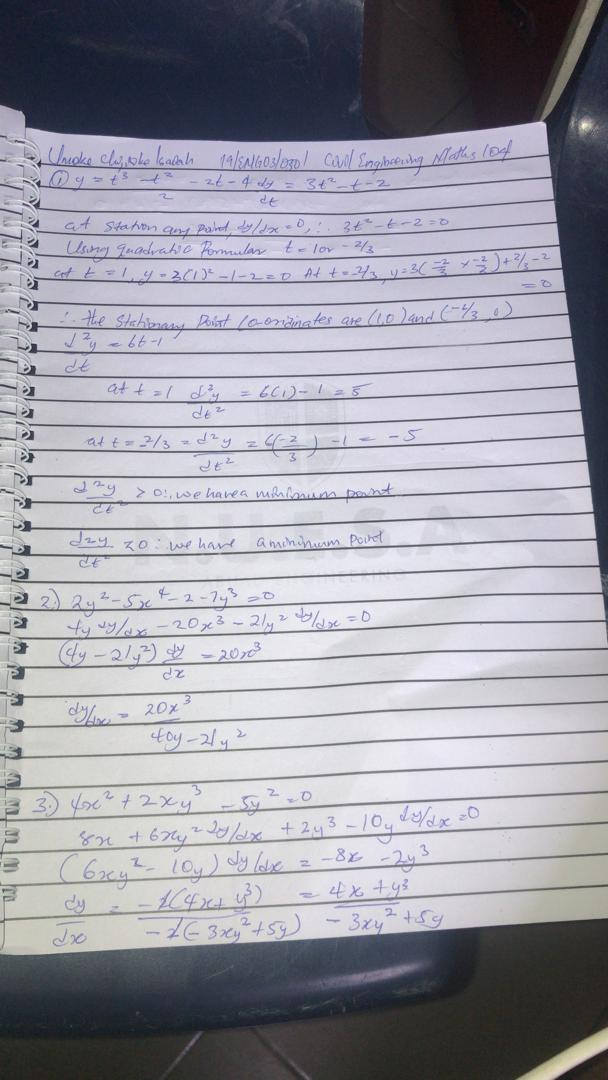 19/ENG03/030 Civil Engineering Maths 104
① y = t³ - t²/2 - 2t - 4 dy/dt = 3t² - t - 2
at Station any point, dy/dx = 0, ∴ 3t² - t - 2 = 0
Using quadratic formular t = 1 or -2/3
at t = 1, y = 3(1)² - 1 - 2 = 0 At t = -2/3, y = 3(-2/3 × -2/3) + 2/3 - 2
= 0
∴ the Stationary Point Co-ordinates are (1,0) and (-2/3, 0)
d²y/dt = 6t - 1
at t = 1 d²y/dt² = 6(1) - 1 = 5
at t = 2/3 = d²y/dt² = 6(-2/3) - 1 = -5
d²y/dt² > 0 ∴ we have a minimum point
d2y/dt² < 0 ∴ we have a minimum point
N.U.E.S.A
ENGINEERING
2.) 2y² - 5x⁴ - 2 - 7y³ = 0
4y dy/dx - 20x³ - 21y² dy/dx = 0
(4y - 21y²) dy/dx = 20x³
dy/dx = 20x³/40y - 21y²
3.) 4x² + 2xy³ - 5y² = 0
8x + 6xy² dy/dx + 2y³ - 10y dy/dx = 0
(6xy² - 10y) dy/dx = -8x - 2y³
dy/dx = -2(4x + y³)/-2(-3xy² + 5y) = 4x + y³/-3xy² + 5y